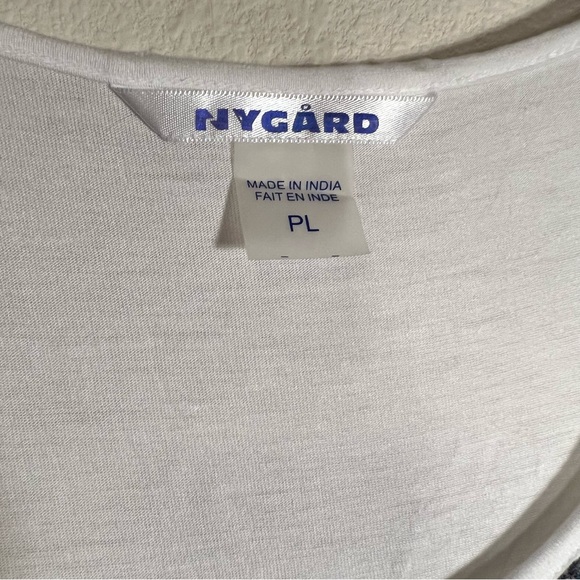 NYGÅRD
MADE IN INDIA
FAIT EN INDE
PL